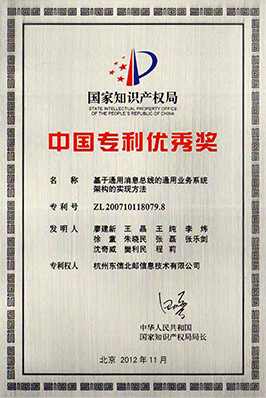 国家知识产权局
STATE INTELLECTUAL PROPERTY OFFICE
OF THE PEOPLE'S REPUBLIC OF CHINA
中国专利优秀奖
名 称 基于通用消息总线的通用业务系统
架构的实现方法
专 利 号 ZL200710118079.8
发 明 人 廖建新 王晶 王纯 李炜
徐童 朱晓民 张磊 张乐剑
沈奇威 樊利民 程莉
专利权人 杭州东信北邮信息技术有限公司
中华人民共和国
国家知识产权局局长
北京 2012年11月